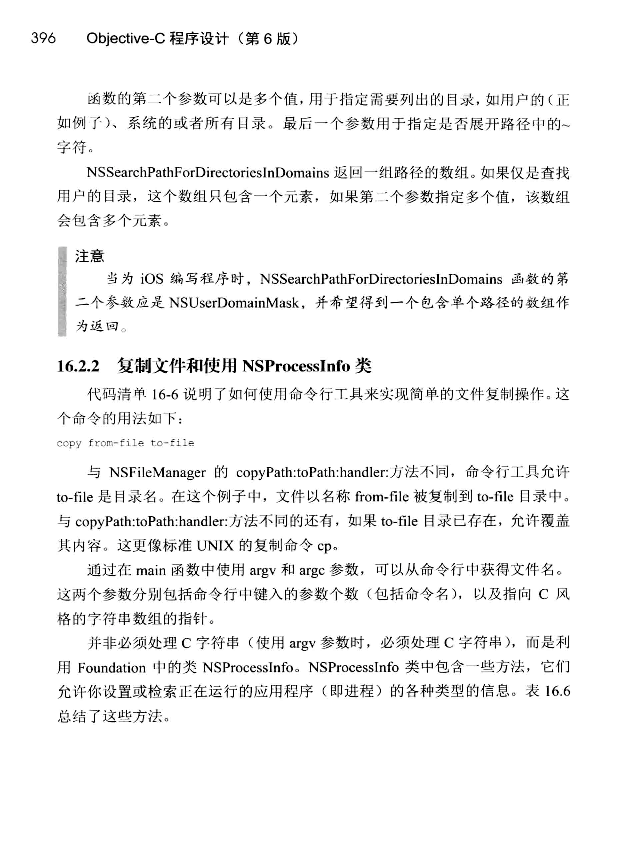 396 Objective-C 程序设计（第 6 版）
函数的第二个参数可以是多个值，用于指定需要列出的目录，如用户的（正
如例子）、系统的或者所有目录。最后一个参数用于指定是否展开路径中的~
字符。
NSSearchPathForDirectoriesInDomains 返回一组路径的数组。如果仅是查找
用户的目录，这个数组只包含一个元素，如果第二个参数指定多个值，该数组
会包含多个元素。
注意
当为 iOS 编写程序时，NSSearchPathForDirectoriesInDomains 函数的第
二个参数应是 NSUserDomainMask，并希望得到一个包含单个路径的数组作
为返回。
16.2.2 复制文件和使用 NSProcessInfo 类
代码清单 16-6 说明了如何使用命令行工具来实现简单的文件复制操作。这
个命令的用法如下：
copy from-file to-file
与 NSFileManager 的 copyPath:toPath:handler:方法不同，命令行工具允许
to-file 是目录名。在这个例子中，文件以名称 from-file 被复制到 to-file 目录中。
与 copyPath:toPath:handler:方法不同的还有，如果 to-file 目录已存在，允许覆盖
其内容。这更像标准 UNIX 的复制命令 cp。
通过在 main 函数中使用 argv 和 argc 参数，可以从命令行中获得文件名。
这两个参数分别包括命令行中键入的参数个数（包括命令名），以及指向 C 风
格的字符串数组的指针。
并非必须处理 C 字符串（使用 argv 参数时，必须处理 C 字符串），而是利
用 Foundation 中的类 NSProcessInfo。NSProcessInfo 类中包含一些方法，它们
允许你设置或检索正在运行的应用程序（即进程）的各种类型的信息。表 16.6
总结了这些方法。